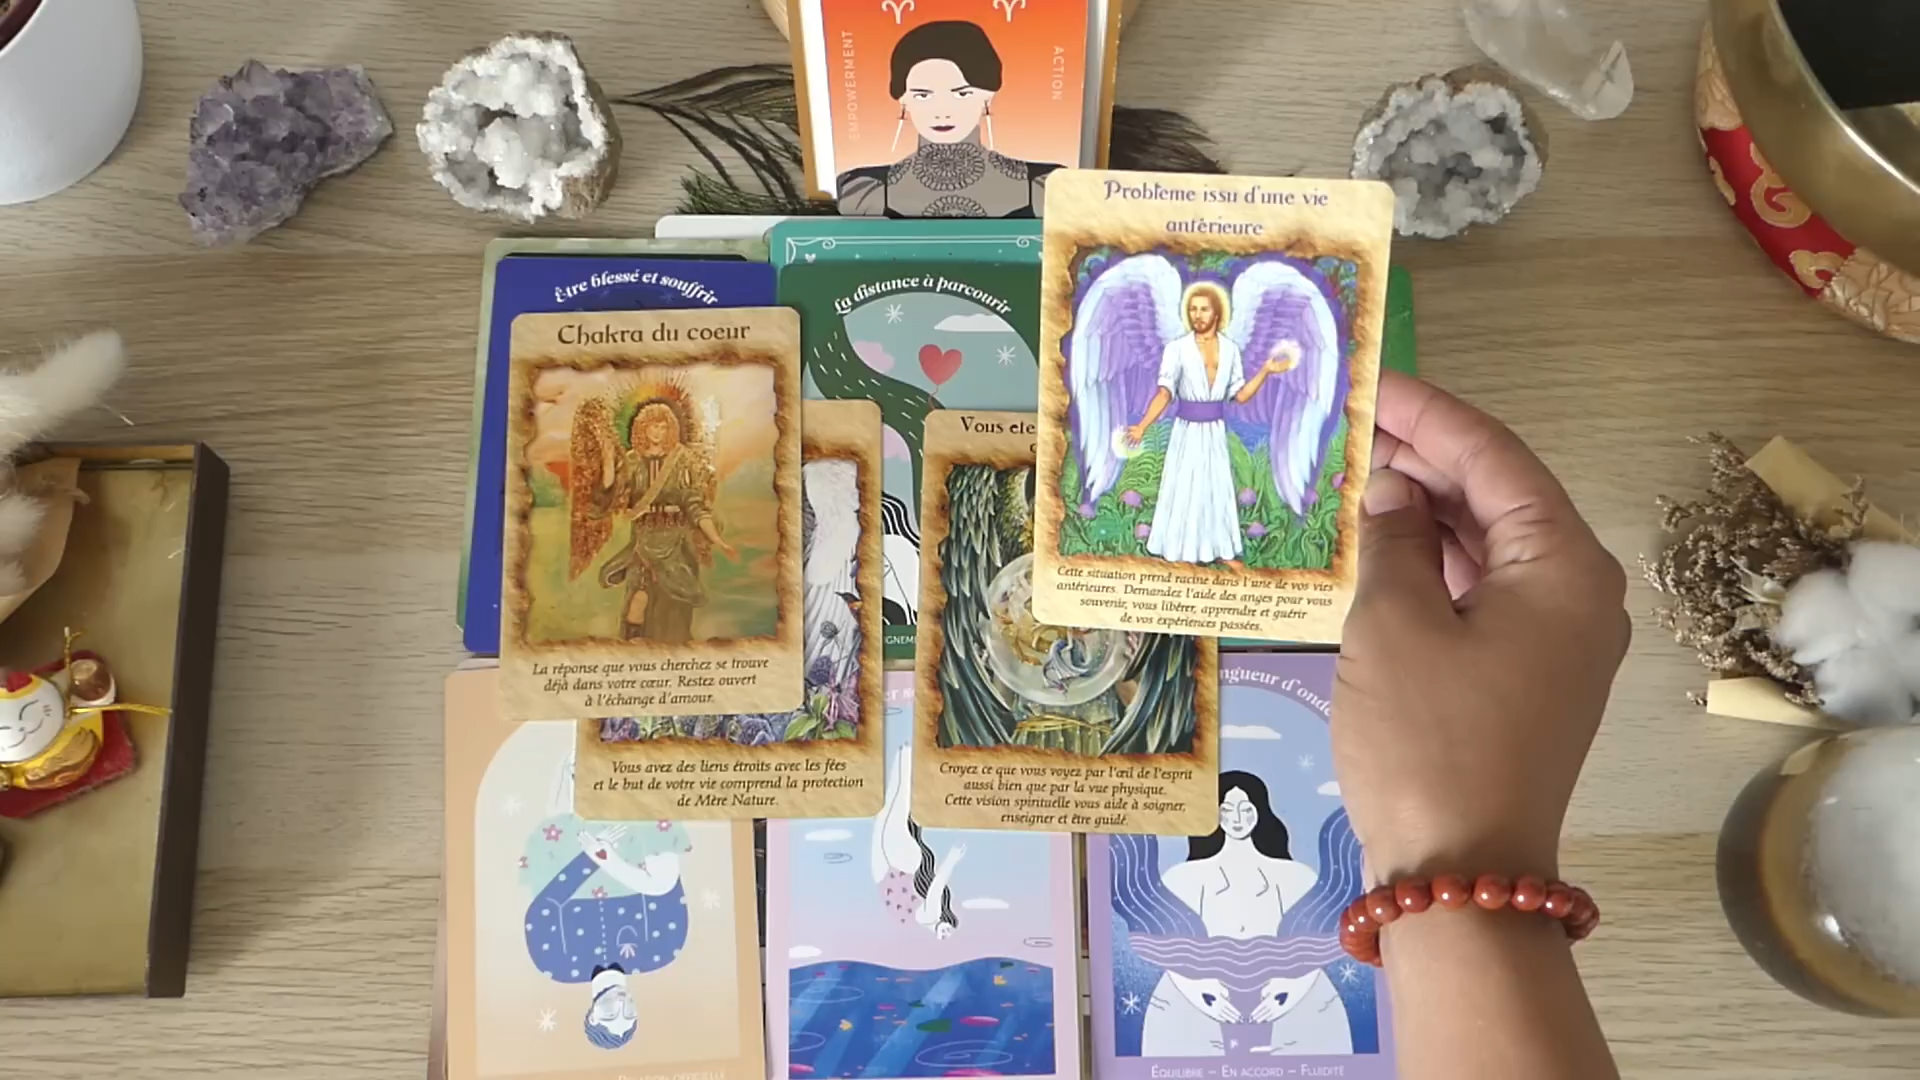 EMPOWERMENT
ACTION
Problème issu d'une vie
antérieure
Être blessé et souffrir
La distance à parcourir
Chakra du coeur
Vous ete
Cette situation prend racine dans l'une de vos vies
antérieures. Demandez l'aide des anges pour vous
souvenir, vous libérer, apprendre et guérir
de vos expériences passées.
La réponse que vous cherchez se trouve
déjà dans votre cœur. Restez ouvert
à l'échange d'amour.
IGNEM
ngueur d'onde
Vous avez des liens étroits avec les fées
et le but de votre vie comprend la protection
de Mère Nature.
Croyez ce que vous voyez par l'œil de l'esprit
aussi bien que par la vue physique.
Cette vision spirituelle vous aide à soigner,
enseigner et être guidé.
ÉQUILIBRE – EN ACCORD – FLUIDITÉ